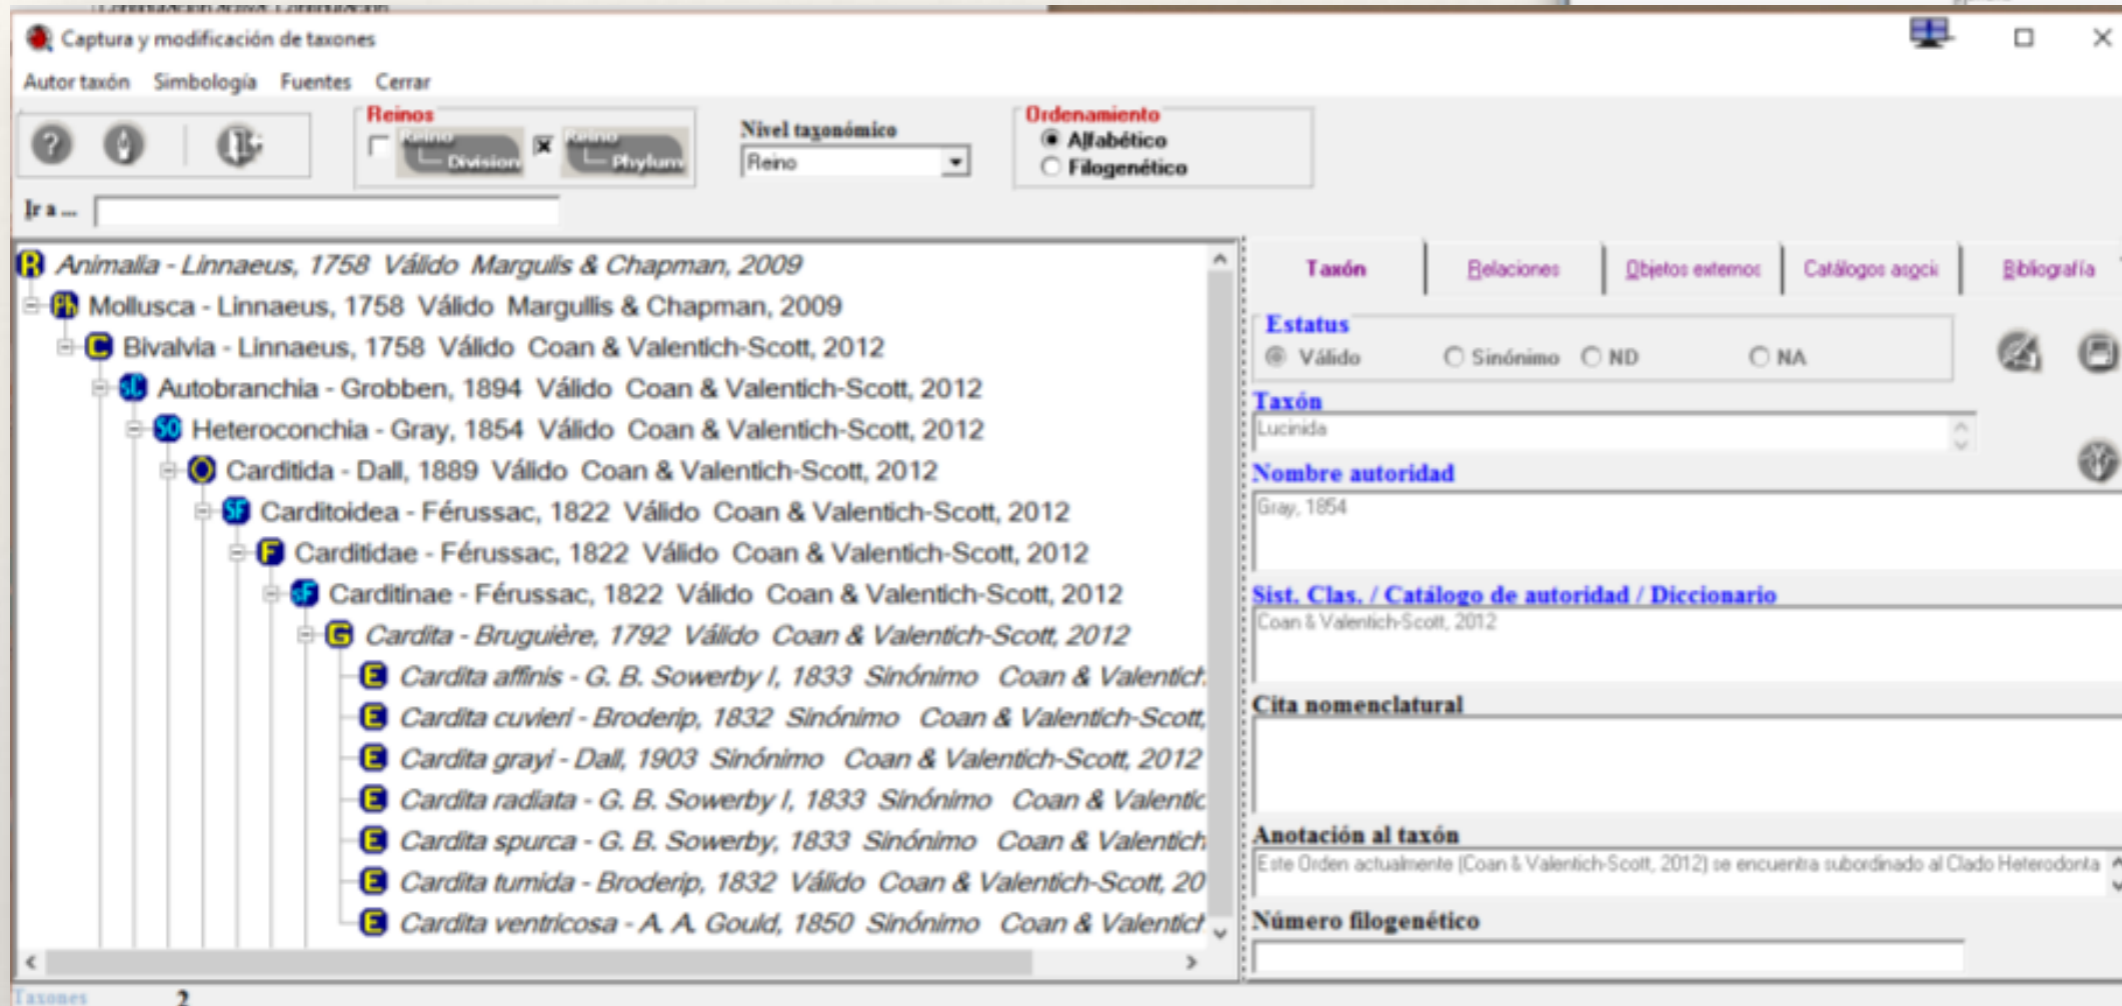 Captura y modificación de taxones
Autor taxón Simbología Fuentes Cerrar
Reinos
Reino
Division
Reino
Phylum
Nivel taxonómico
Reino
Ordenamiento
Alfabético
Filogenético
Ir a ...
R Animalia - Linnaeus, 1758 Válido Margulis & Chapman, 2009
Ph Mollusca - Linnaeus, 1758 Válido Margullis & Chapman, 2009
C Bivalvia - Linnaeus, 1758 Válido Coan & Valentich-Scott, 2012
sC Autobranchia - Grobben, 1894 Válido Coan & Valentich-Scott, 2012
SO Heteroconchia - Gray, 1854 Válido Coan & Valentich-Scott, 2012
O Carditida - Dall, 1889 Válido Coan & Valentich-Scott, 2012
SF Carditoidea - Férussac, 1822 Válido Coan & Valentich-Scott, 2012
F Carditidae - Férussac, 1822 Válido Coan & Valentich-Scott, 2012
sF Carditinae - Férussac, 1822 Válido Coan & Valentich-Scott, 2012
G Cardita - Bruguière, 1792 Válido Coan & Valentich-Scott, 2012
E Cardita affinis - G. B. Sowerby I, 1833 Sinónimo Coan & Valentich
E Cardita cuvieri - Broderip, 1832 Sinónimo Coan & Valentich-Scott,
E Cardita grayi - Dall, 1903 Sinónimo Coan & Valentich-Scott, 2012
E Cardita radiata - G. B. Sowerby I, 1833 Sinónimo Coan & Valentic
E Cardita spurca - G. B. Sowerby, 1833 Sinónimo Coan & Valentich
E Cardita tumida - Broderip, 1832 Válido Coan & Valentich-Scott, 20
E Cardita ventricosa - A. A. Gould, 1850 Sinónimo Coan & Valentich
Taxones 2
Taxón Relaciones Objetos externos Catálogos asoci Bibliografía
Estatus
Válido Sinónimo ND NA
Taxón
Lucinida
Nombre autoridad
Gray, 1854
Sist. Clas. / Catálogo de autoridad / Diccionario
Coan & Valentich-Scott, 2012
Cita nomenclatural
Anotación al taxón
Este Orden actualmente (Coan & Valentich-Scott, 2012) se encuentra subordinado al Clado Heterodonta
Número filogenético